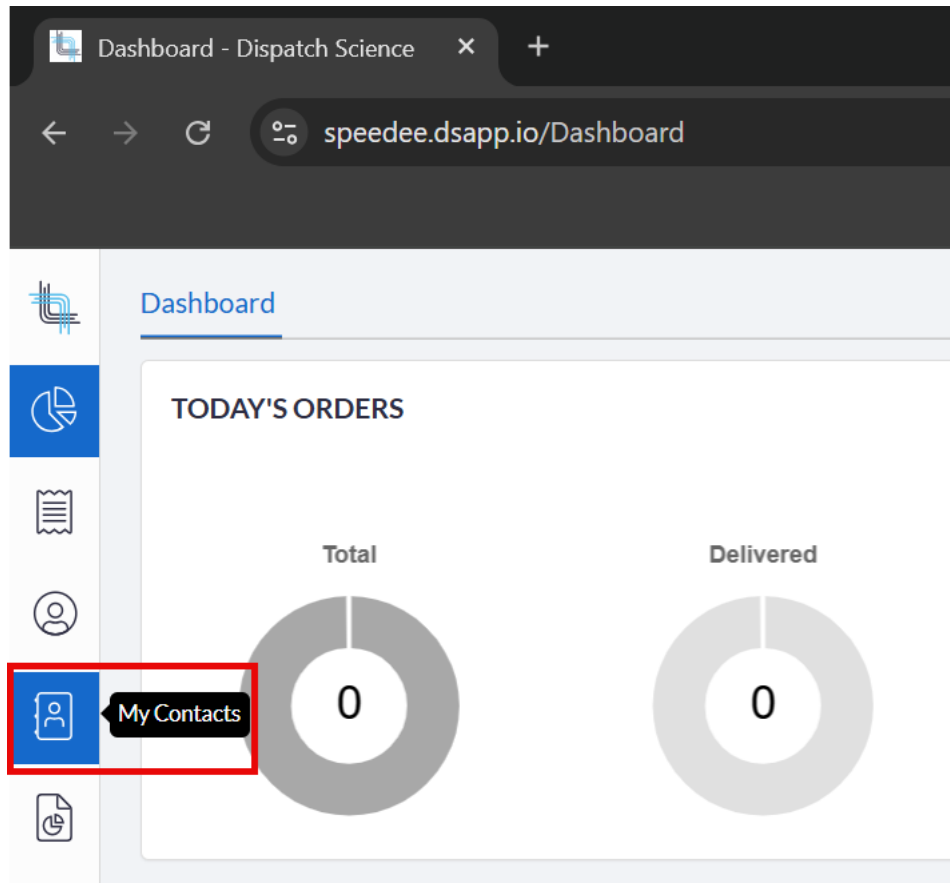 Dashboard - Dispatch Science
speedee.dsapp.io/Dashboard
Dashboard
TODAY'S ORDERS
Total
Delivered
0
0
My Contacts